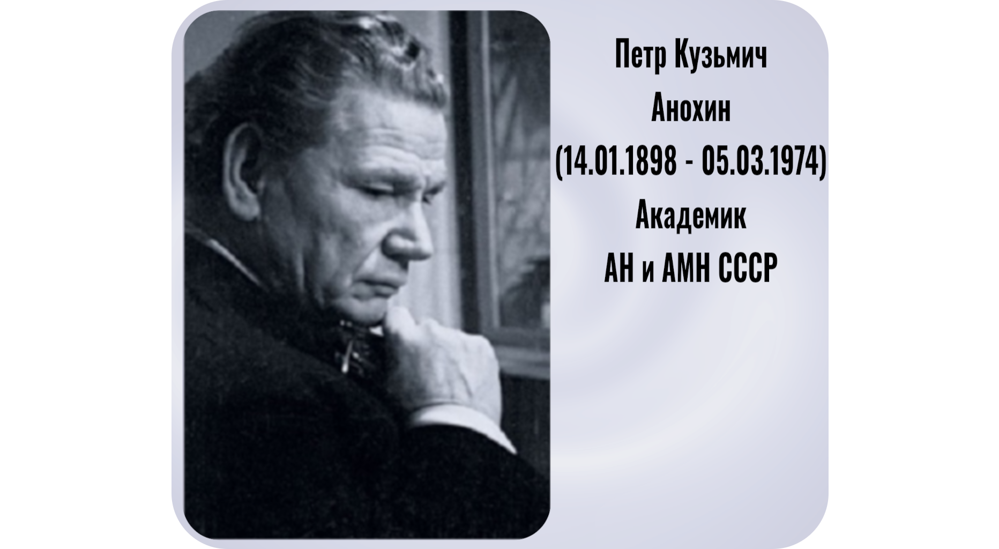 Петр Кузьмич
Анохин
(14.01.1898 - 05.03.1974)
Академик
АН и АМН СССР